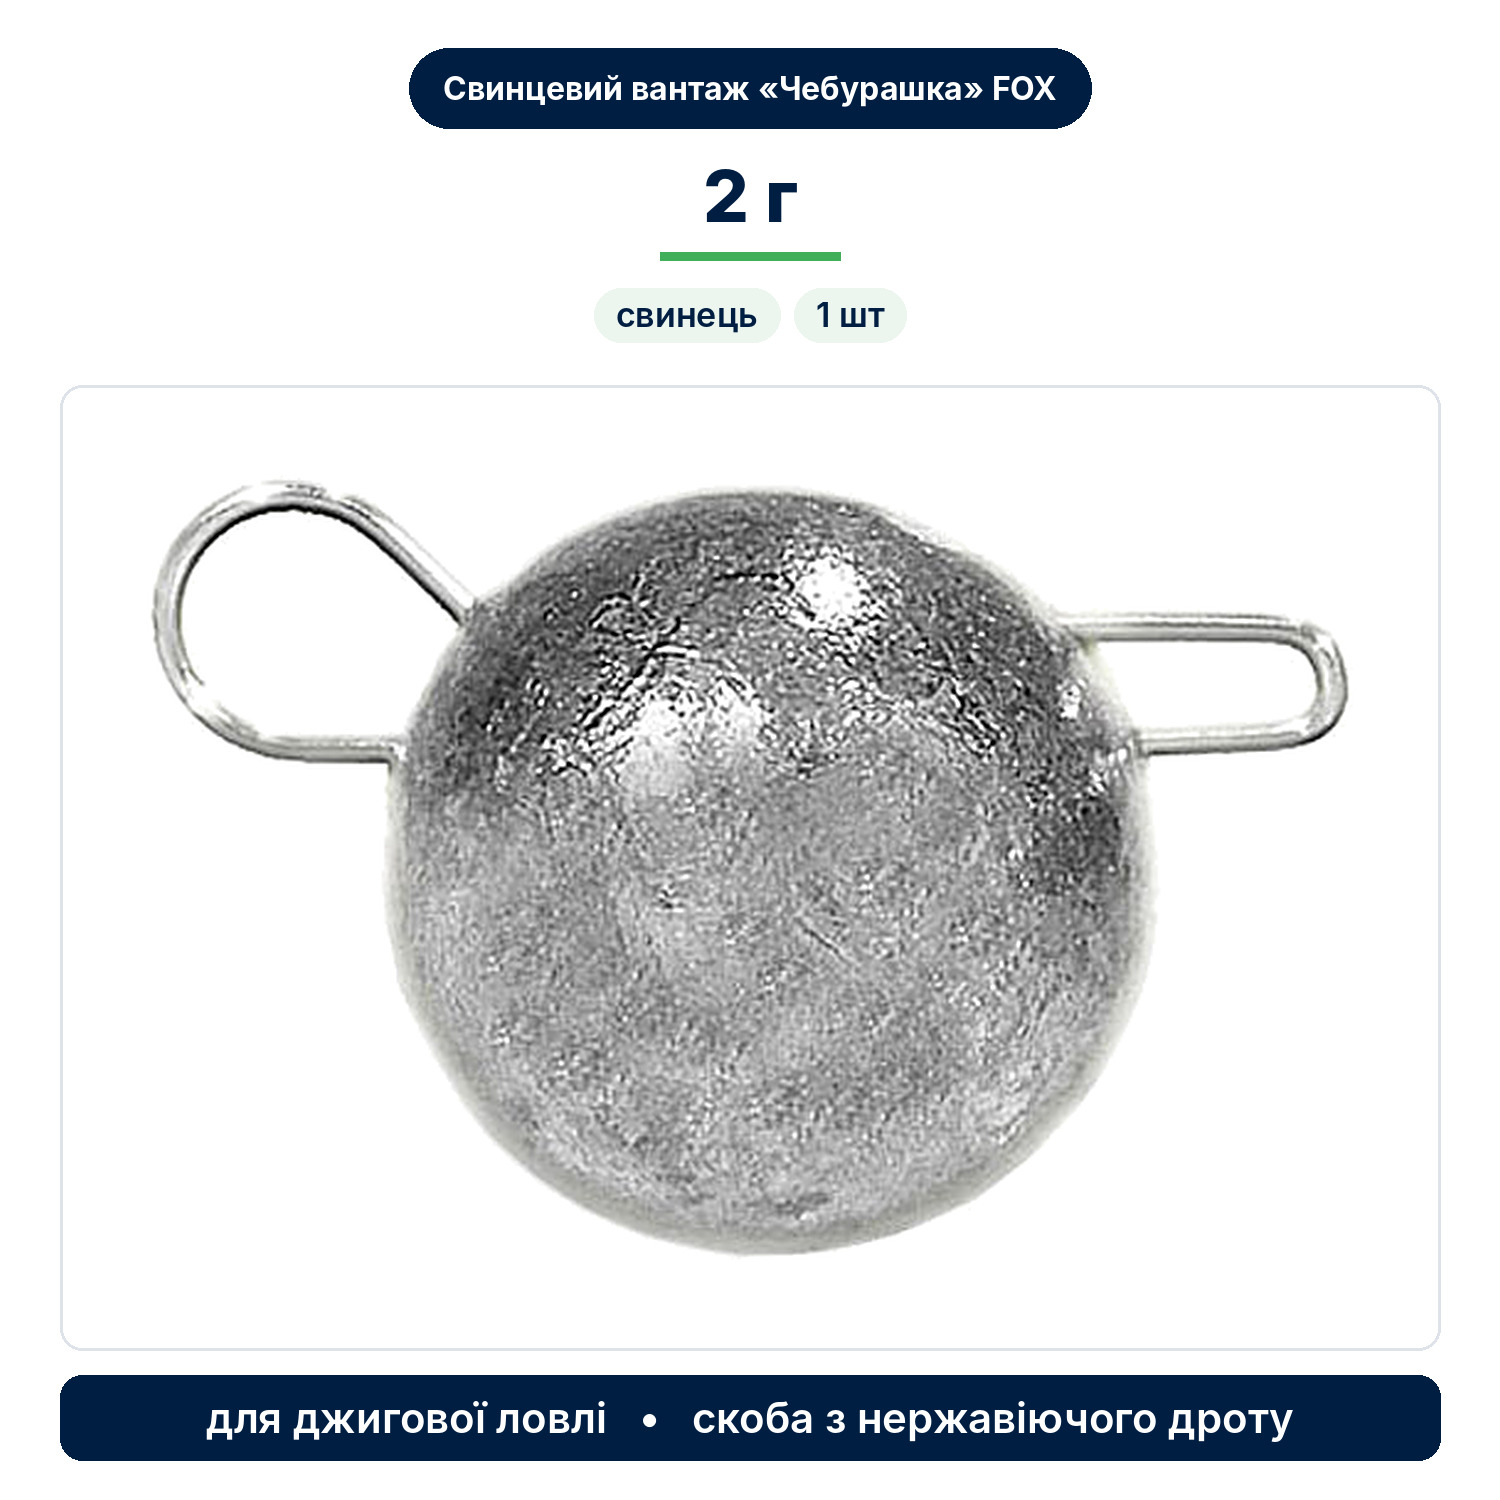 Свинцевий вантаж «Чебурашка» FOX
2 г
свинець 1 шт
для джигової ловлі • скоба з нержавіючого дроту